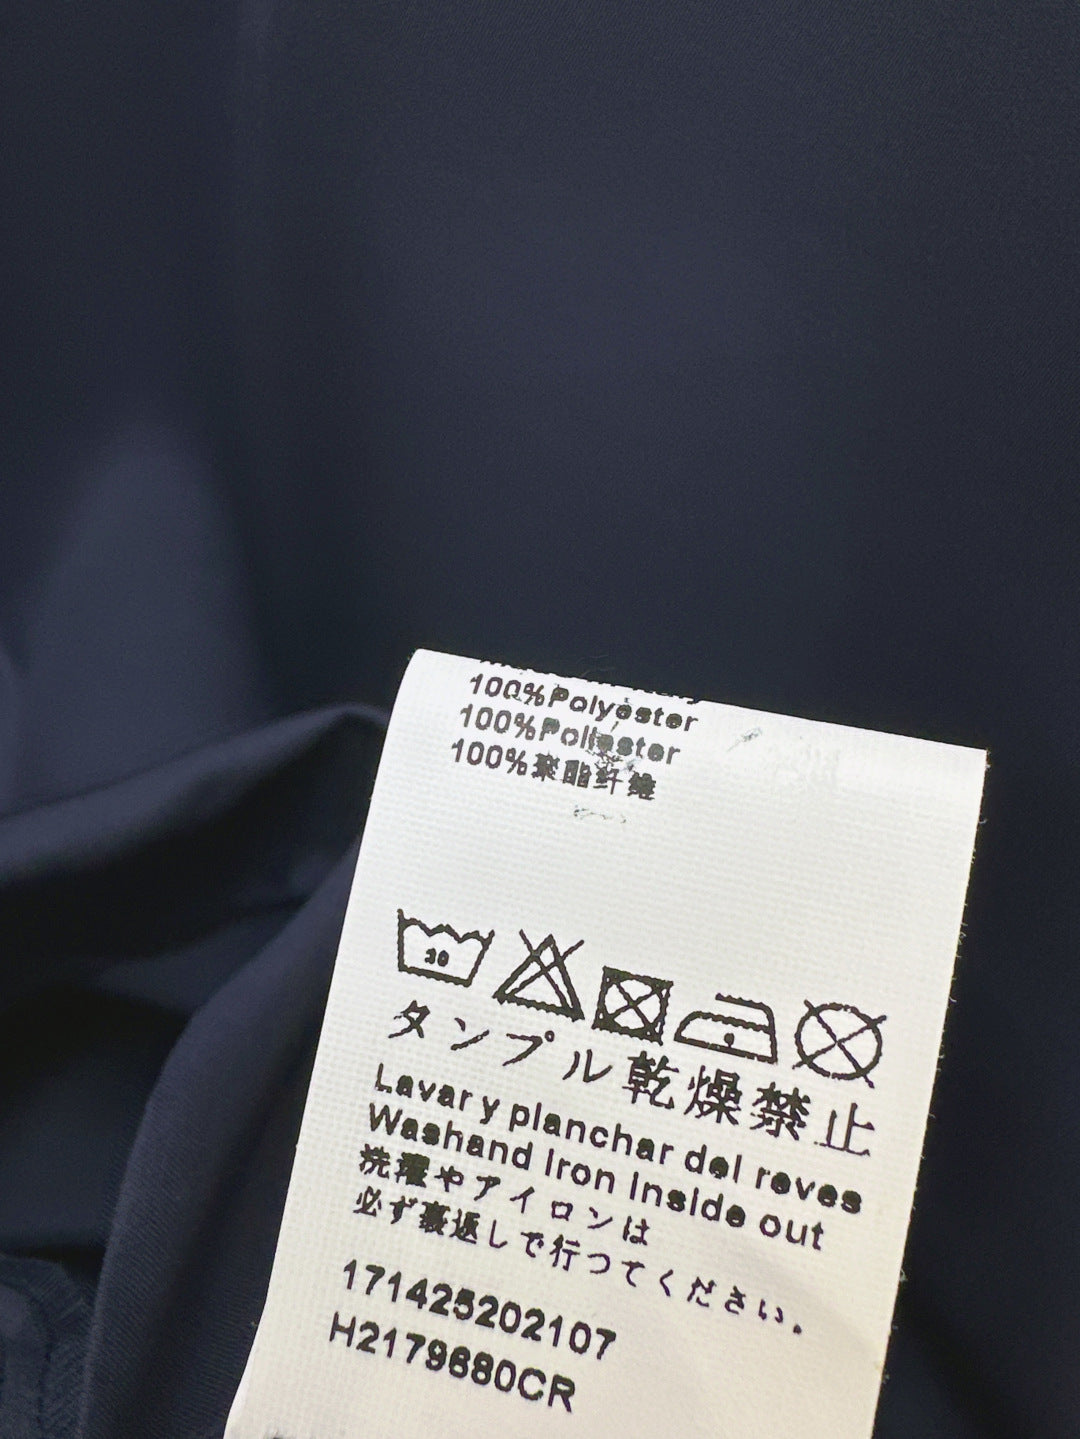 100%Polyester
100%Poliester
100%聚酯纤维
30
タンプル乾燥禁止
Lavar y planchar del reves
Washand Iron Inside out
洗濯やアイロンは
必ず裏返しで行つてください。
171425202107
H2179680CR